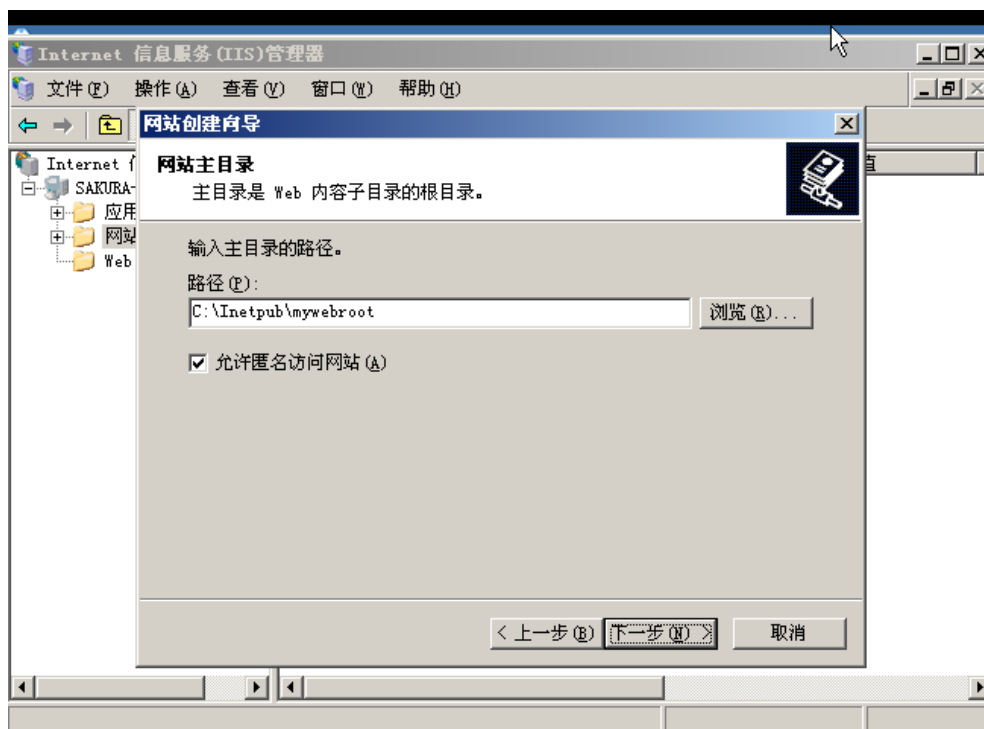 Internet 信息服务(IIS)管理器
文件(F) 操作(A) 查看(V) 窗口(W) 帮助(H)
网站创建向导
Internet
SAKURA-
应用
网站
Web
值
网站主目录
主目录是 Web 内容子目录的根目录。
输入主目录的路径。
路径(P):
C:\Inetpub\mywebroot
浏览(R)...
允许匿名访问网站(A)
< 上一步(B) 下一步(N) > 取消